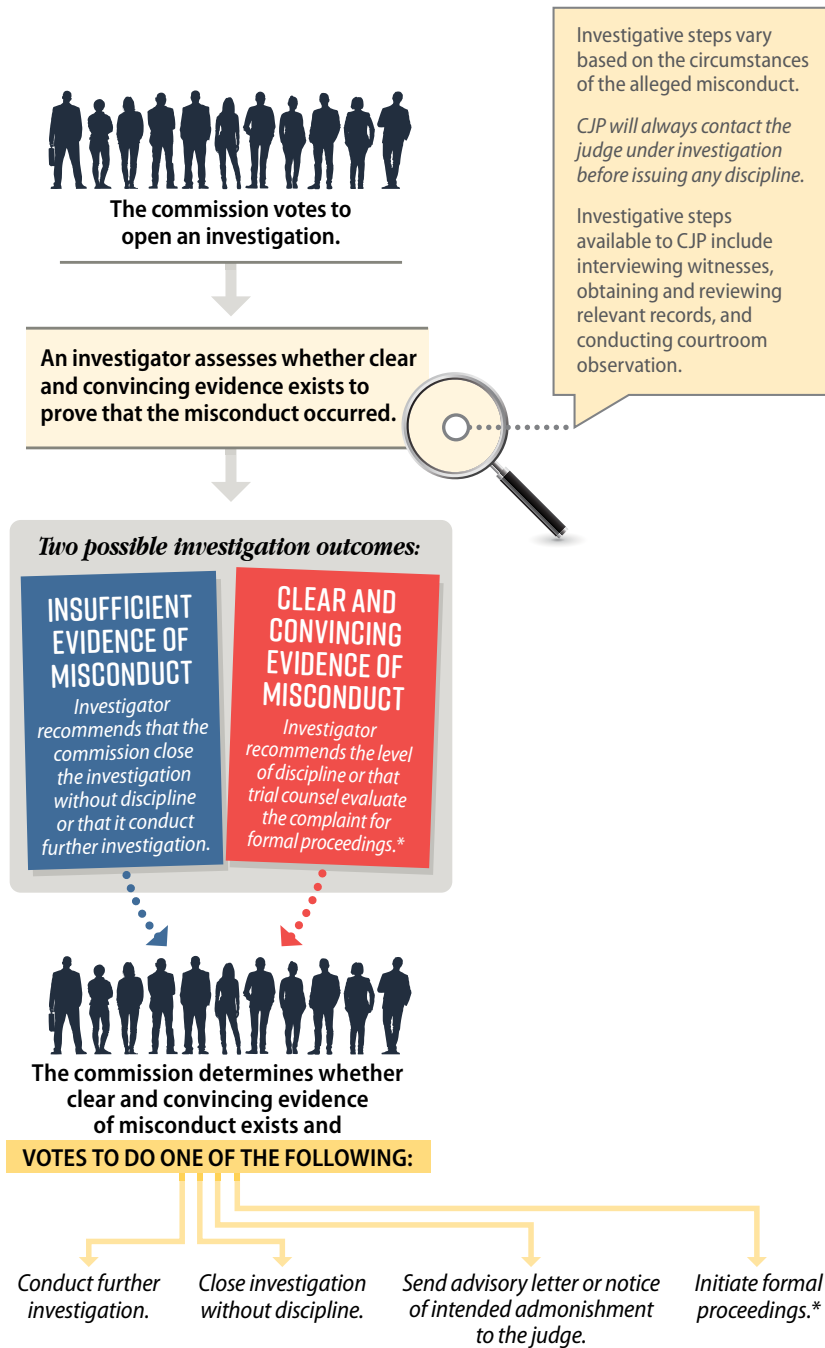 The commission votes to
open an investigation.
Investigative steps vary
based on the circumstances
of the alleged misconduct.
CJP will always contact the
judge under investigation
before issuing any discipline.
Investigative steps
available to CJP include
interviewing witnesses,
obtaining and reviewing
relevant records, and
conducting courtroom
observation.
An investigator assesses whether clear
and convincing evidence exists to
prove that the misconduct occurred.
Two possible investigation outcomes:
INSUFFICIENT
EVIDENCE OF
MISCONDUCT
Investigator
recommends that the
commission close
the investigation
without discipline
or that it conduct
further investigation.
CLEAR AND
CONVINCING
EVIDENCE OF
MISCONDUCT
Investigator
recommends the level
of discipline or that
trial counsel evaluate
the complaint for
formal proceedings.*
The commission determines whether
clear and convincing evidence
of misconduct exists and
VOTES TO DO ONE OF THE FOLLOWING:
Conduct further
investigation.
Close investigation
without discipline.
Send advisory letter or notice
of intended admonishment
to the judge.
Initiate formal
proceedings.*